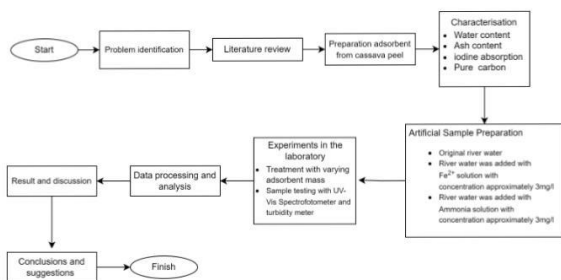 Start
Problem identification
Literature review
Preparation adsorbent
from cassava peel
Characterisation
• Water content
• Ash content
• iodine absorption
• Pure carbon
Artificial Sample Preparation
• Original river water
• River water was added with
Fe²⁺ solution with
concentration approximately 3mg/l
• River water was added with
Ammonia solution with
concentration approximately 3mg/l
Experiments in the
laboratory
• Treatment with varying
adsorbent mass
• Sample testing with UV-
Vis Spectrofotometer and
turbidity meter
Data processing and
analysis
Result and discussion
Conclusions and
suggestions
Finish